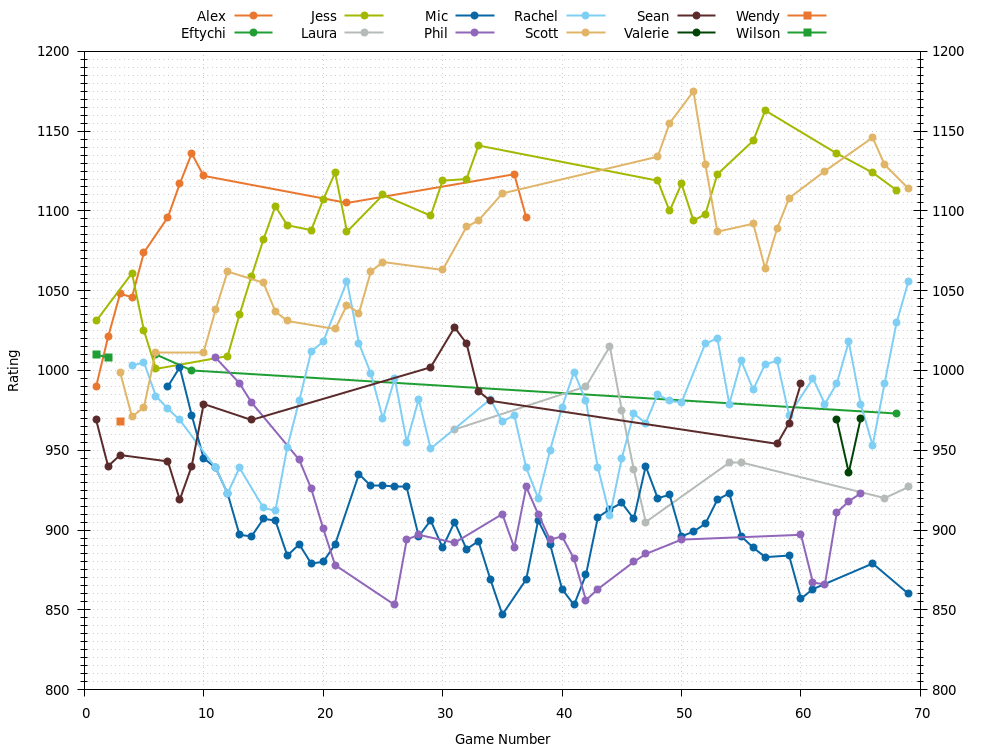 Alex Jess Mic Rachel Sean Wendy
Eftychi Laura Phil Scott Valerie Wilson
1200 1200
1150 1150
1100 1100
1050 1050
1000 1000
950 950
900 900
850 850
800 800
Rating
0 10 20 30 40 50 60 70
Game Number